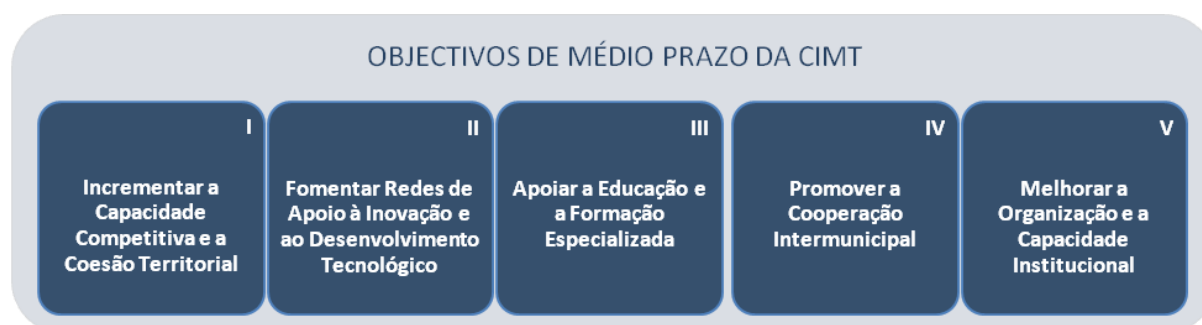 OBJECTIVOS DE MÉDIO PRAZO DA CIMT
I
Incrementar a
Capacidade
Competitiva e a
Coesão Territorial
II
Fomentar Redes de
Apoio à Inovação e
ao Desenvolvimento
Tecnológico
III
Apoiar a Educação e
a Formação
Especializada
IV
Promover a
Cooperação
Intermunicipal
V
Melhorar a
Organização e a
Capacidade
Institucional